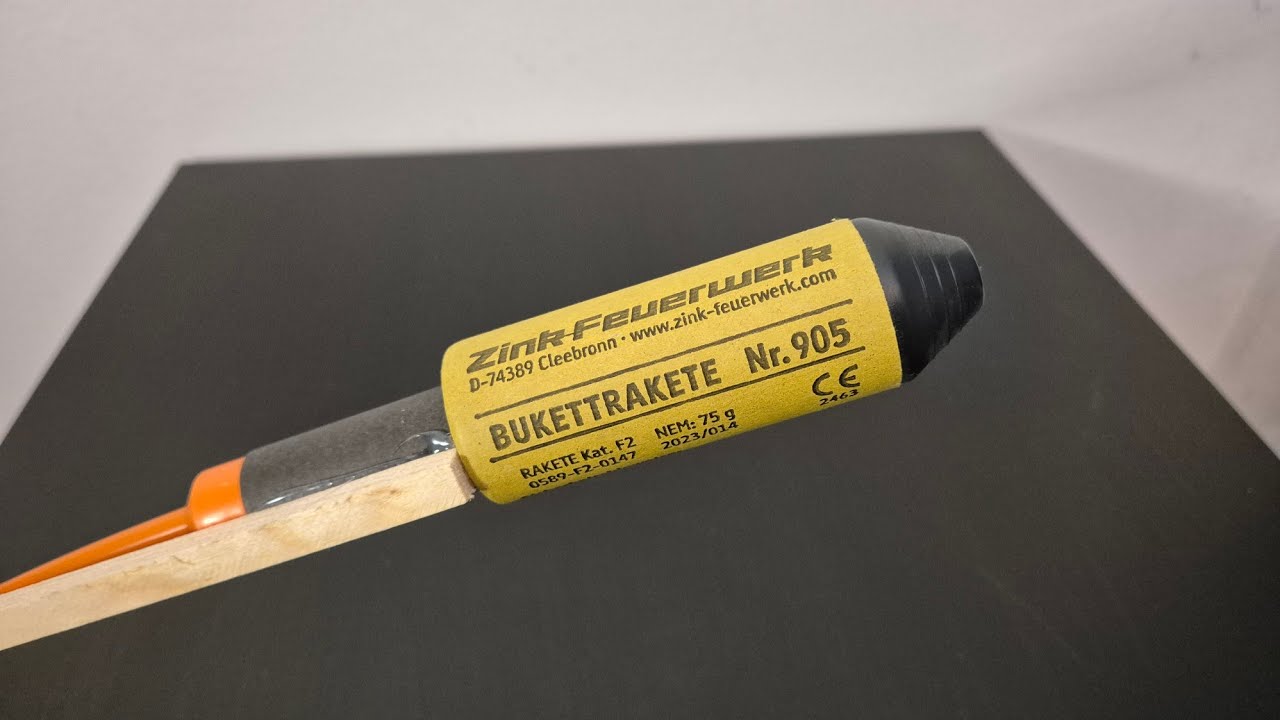 Zink-Feuerwerk
D-74389 Cleebronn · www.zink-feuerwerk.com
BUKETTRAKETE Nr. 905
RAKETE Kat. F2 NEM: 75 g
0589-F2-0147 2023/014
CE
2463